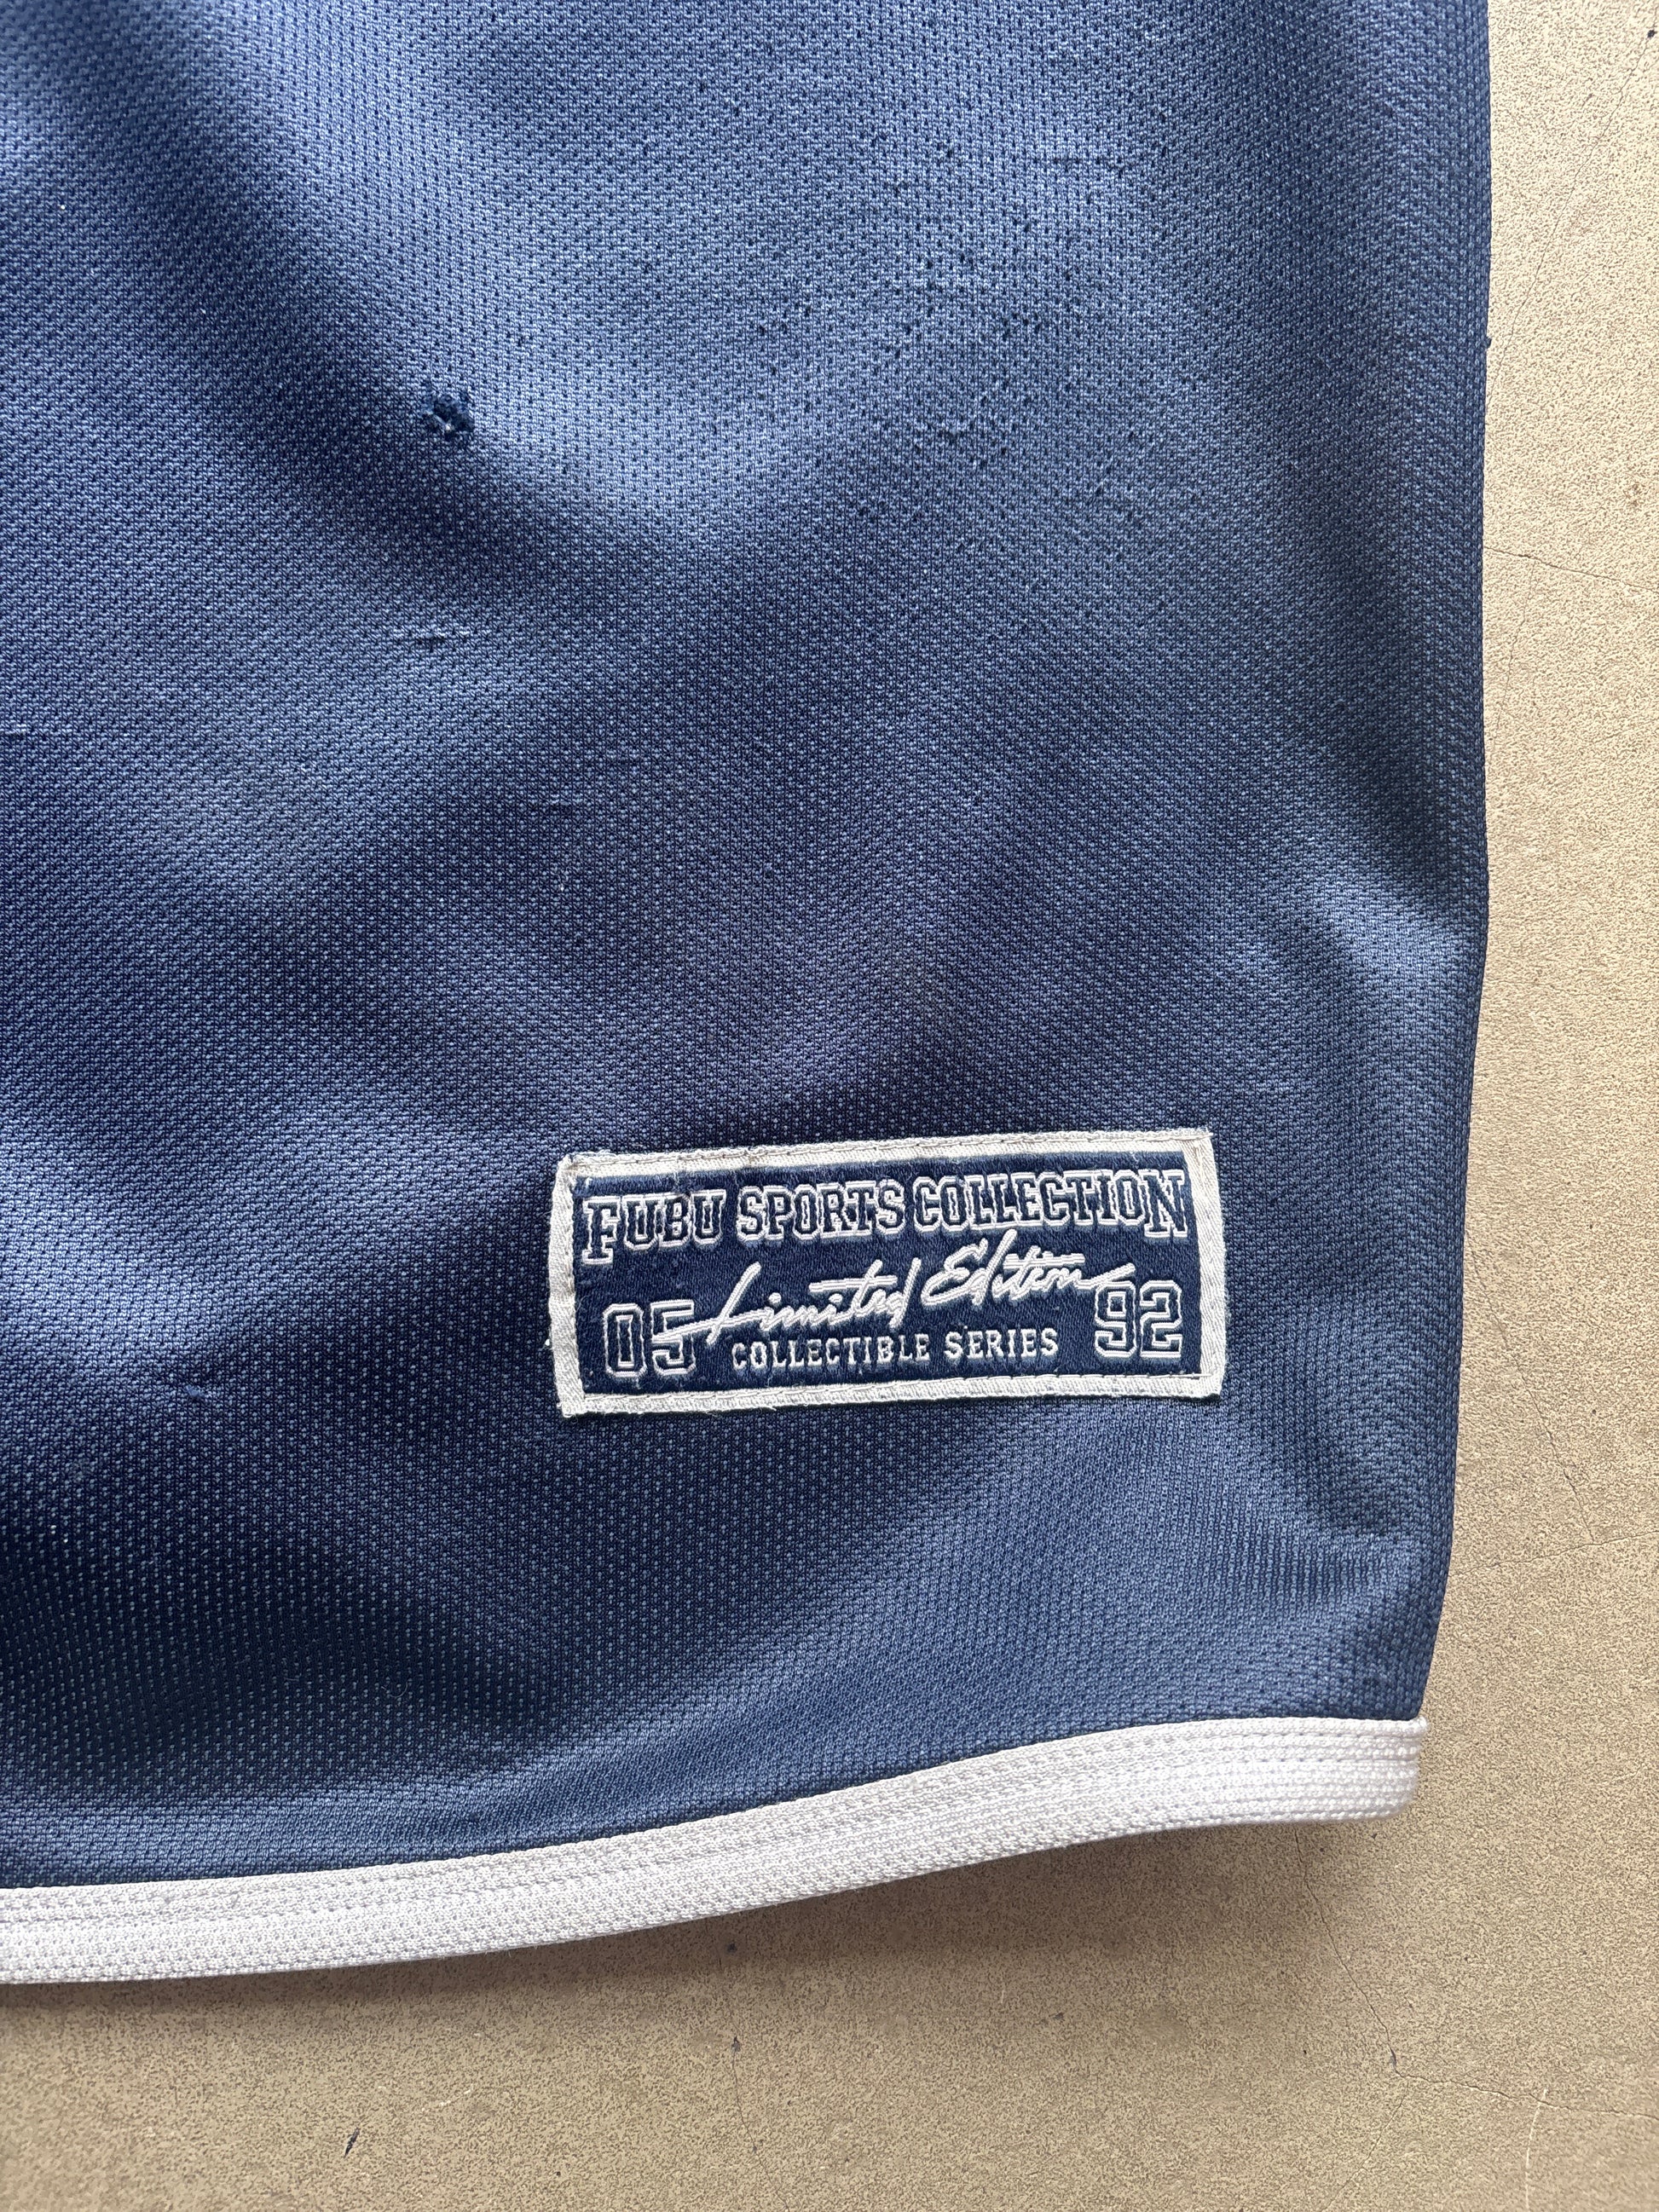 FUBU SPORTS COLLECTION
Limited Edition
05 92
COLLECTIBLE SERIES